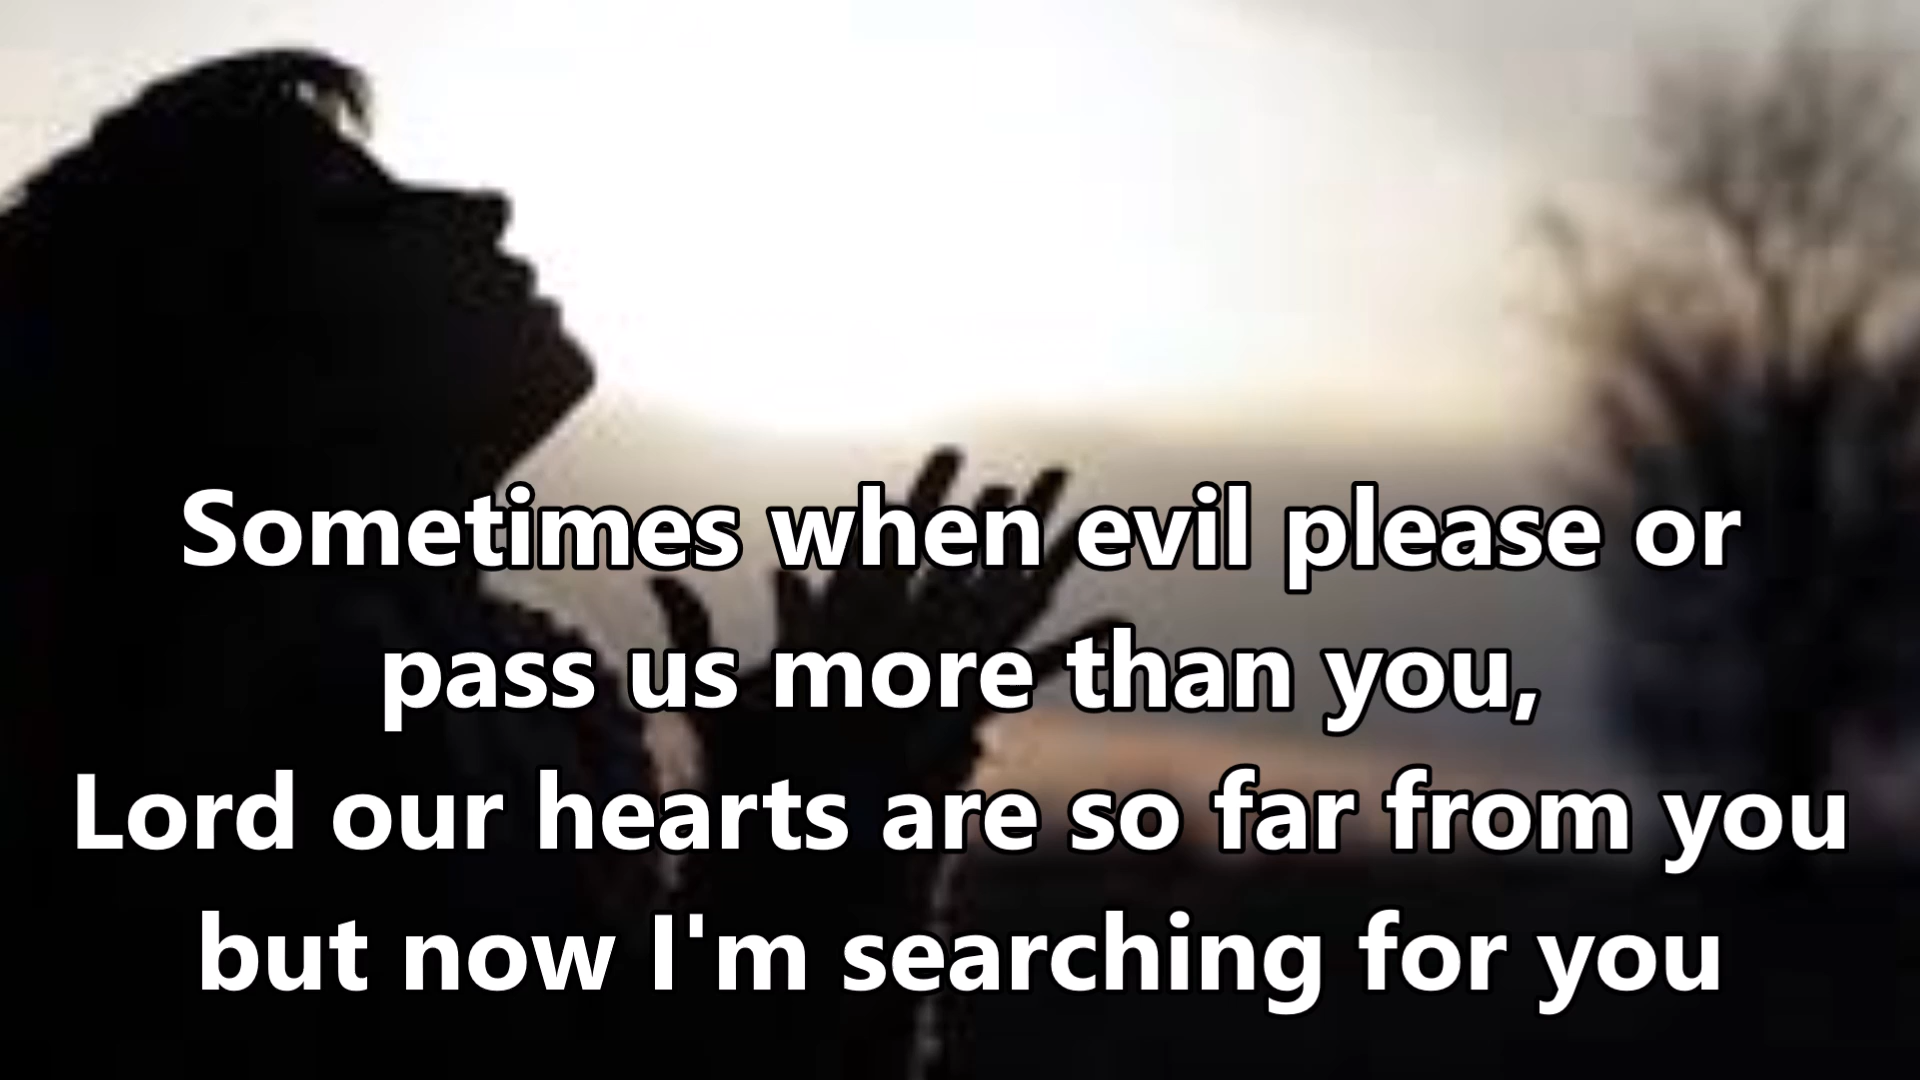 Sometimes when evil please or
pass us more than you,
Lord our hearts are so far from you
but now I'm searching for you